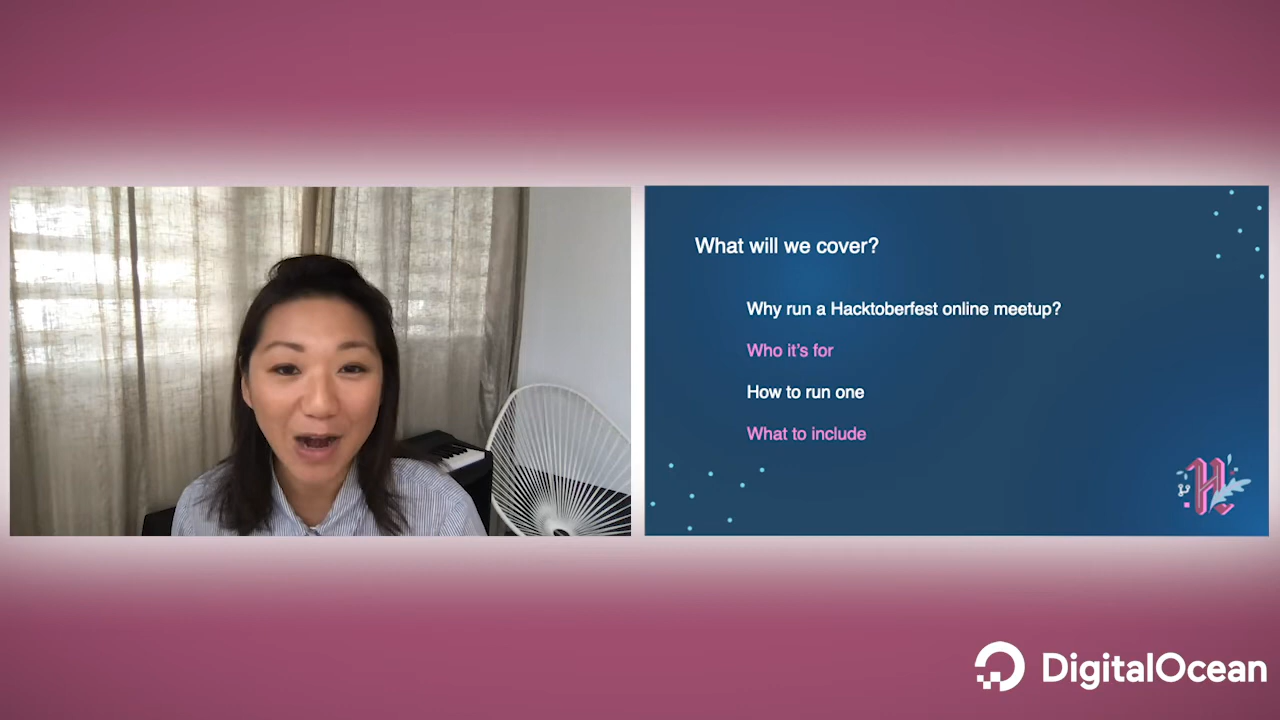 What will we cover?
Why run a Hacktoberfest online meetup?
Who it's for
How to run one
What to include
H
DigitalOcean